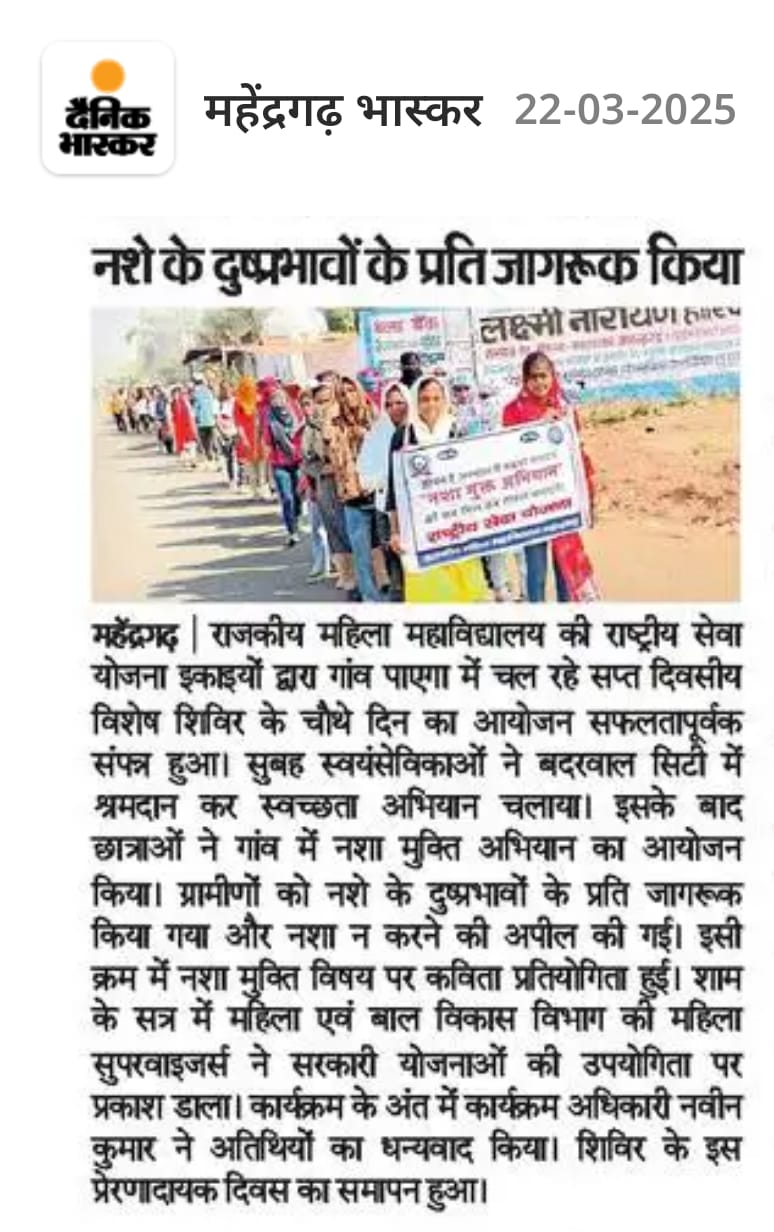 दैनिक
भास्कर
महेंद्रगढ़ भास्कर 22-03-2025
नशे के दुष्प्रभावों के प्रति जागरूक किया
लक्ष्मी नारायण
"नशा मुक्त अभियान"
राष्ट्रीय सेवा योजना
महेंद्रगढ़ | राजकीय महिला महाविद्यालय की राष्ट्रीय सेवा
योजना इकाइयों द्वारा गांव पाएगा में चल रहे सप्त दिवसीय
विशेष शिविर के चौथे दिन का आयोजन सफलतापूर्वक
संपन्न हुआ। सुबह स्वयंसेविकाओं ने बदरवाल सिटी में
श्रमदान कर स्वच्छता अभियान चलाया। इसके बाद
छात्राओं ने गांव में नशा मुक्ति अभियान का आयोजन
किया। ग्रामीणों को नशे के दुष्प्रभावों के प्रति जागरूक
किया गया और नशा न करने की अपील की गई। इसी
क्रम में नशा मुक्ति विषय पर कविता प्रतियोगिता हुई। शाम
के सत्र में महिला एवं बाल विकास विभाग की महिला
सुपरवाइजर्स ने सरकारी योजनाओं की उपयोगिता पर
प्रकाश डाला। कार्यक्रम के अंत में कार्यक्रम अधिकारी नवीन
कुमार ने अतिथियों का धन्यवाद किया। शिविर के इस
प्रेरणादायक दिवस का समापन हुआ।